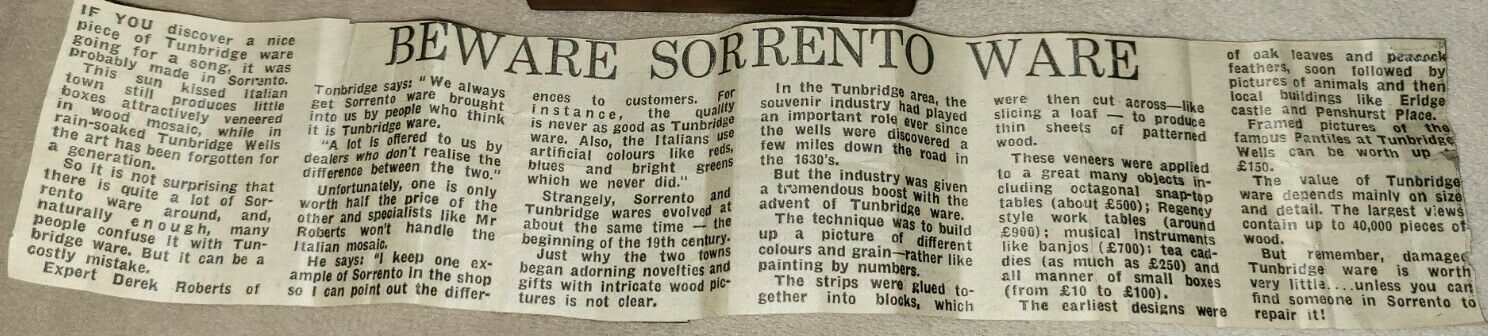 BEWARE SORRENTO WARE
IF YOU discover a nice
piece of Tunbridge ware
going for a song, it was
probably made in Sorrento.
This sun kissed Italian
town still produces little
boxes attractively veneered
in wood mosaic, while in
rain-soaked Tunbridge Wells
the art has been forgotten for
a generation.
So it is not surprising that
there is quite a lot of Sor-
rento ware around, and,
naturally enough, many
people confuse it with Tun-
bridge ware. But it can be a
costly mistake.
Expert Derek Roberts of
Tonbridge says: "We always
get Sorrento ware brought
into us by people who think
it is Tunbridge ware.
"A lot is offered to us by
dealers who don't realise the
difference between the two."
Unfortunately, one is only
worth half the price of the
other and specialists like Mr
Roberts won't handle the
Italian mosaic.
He says: "I keep one ex-
ample of Sorrento in the shop
so I can point out the differ-
ences to customers. For
instance, the quality
is never as good as Tunbridge
ware. Also, the Italians use
artificial colours like reds,
blues and bright greens
which we never did."
Strangely, Sorrento and
Tunbridge wares evolved at
about the same time — the
beginning of the 19th century.
Just why the two towns
began adorning novelties and
gifts with intricate wood pic-
tures is not clear.
In the Tunbridge area, the
souvenir industry had played
an important role ever since
the wells were discovered a
few miles down the road in
the 1630's.
But the industry was given
a tremendous boost with the
advent of Tunbridge ware.
The technique was to build
up a picture of different
colours and grain—rather like
painting by numbers.
The strips were glued to-
gether into blocks, which
were then cut across—like
slicing a loaf — to produce
thin sheets of patterned
wood.
These veneers were applied
to a great many objects in-
cluding octagonal snap-top
tables (about £500); Regency
style work tables (around
£900); musical instruments
like banjos (£700); tea cad-
dies (as much as £250) and
all manner of small boxes
(from £10 to £100).
The earliest designs were
of oak leaves and peacock
feathers, soon followed by
pictures of animals and then
local buildings like Eridge
castle and Penshurst Place.
Framed pictures of the
famous Pantiles at Tunbridge
Wells can be worth up
£150.
The value of Tunbridge
ware depends mainly on size
and detail. The largest views
contain up to 40,000 pieces of
wood.
But remember, damaged
Tunbridge ware is worth
very little....unless you can
find someone in Sorrento to
repair it!